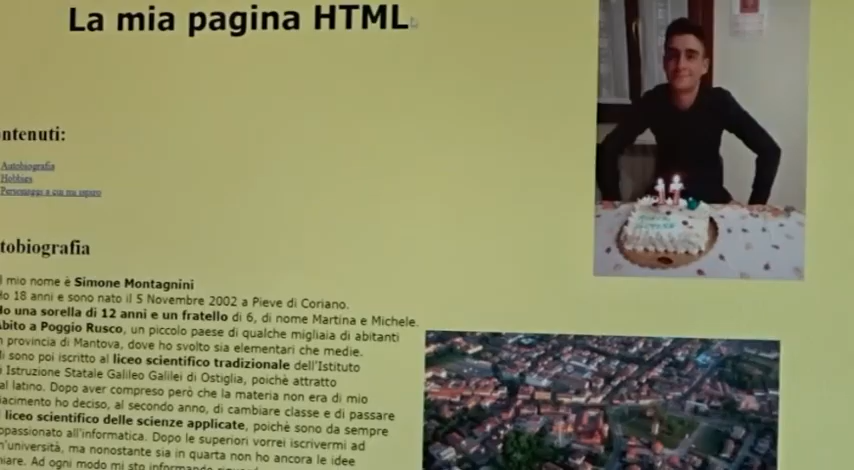 La mia pagina HTML
ntenuti:
Autobiografia
Hobbies
Personaggi a cui mi ispiro
tobiografia
l mio nome è Simone Montagnini
Ho 18 anni e sono nato il 5 Novembre 2002 a Pieve di Coriano.
Ho una sorella di 12 anni e un fratello di 6, di nome Martina e Michele.
Abito a Poggio Rusco, un piccolo paese di qualche migliaia di abitanti
n provincia di Mantova, dove ho svolto sia elementari che medie.
i sono poi iscritto al liceo scientifico tradizionale dell'Istituto
i Istruzione Statale Galileo Galilei di Ostiglia, poichè attratto
al latino. Dopo aver compreso però che la materia non era di mio
iacimento ho deciso, al secondo anno, di cambiare classe e di passare
l liceo scientifico delle scienze applicate, poichè sono da sempre
ppassionato all'informatica. Dopo le superiori vorrei iscrivermi ad
n'università, ma nonostante sia in quarta non ho ancora le idee
hiare. Ad ogni modo mi sto informando